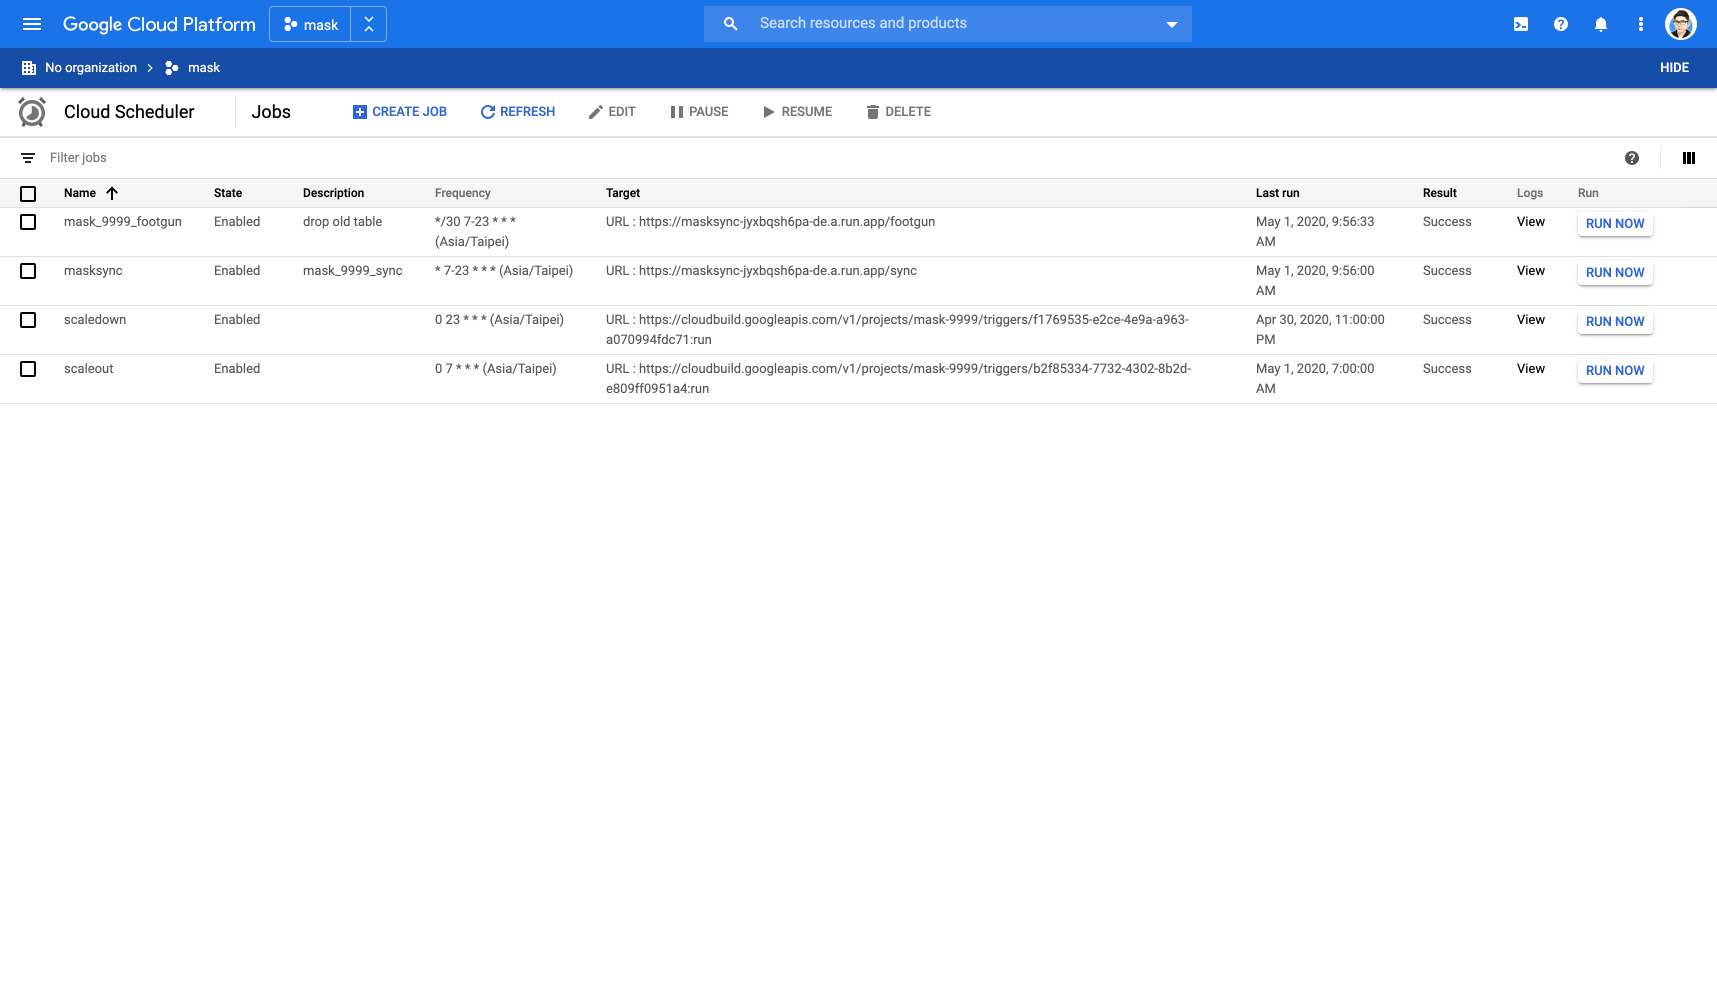 Google Cloud Platform mask Search resources and products
No organization mask HIDE
Cloud Scheduler Jobs CREATE JOB REFRESH EDIT PAUSE RESUME DELETE
Filter jobs
Name State Description Frequency Target Last run Result Logs Run
mask_9999_footgun Enabled drop old table */30 7-23 * * * URL : https://masksync-jyxbqsh6pa-de.a.run.app/footgun May 1, 2020, 9:56:33 Success View RUN NOW
(Asia/Taipei) AM
masksync Enabled mask_9999_sync * 7-23 * * * (Asia/Taipei) URL : https://masksync-jyxbqsh6pa-de.a.run.app/sync May 1, 2020, 9:56:00 Success View RUN NOW
AM
scaledown Enabled 0 23 * * * (Asia/Taipei) URL : https://cloudbuild.googleapis.com/v1/projects/mask-9999/triggers/f1769535-e2ce-4e9a-a963- Apr 30, 2020, 11:00:00 Success View RUN NOW
a070994fdc71:run PM
scaleout Enabled 0 7 * * * (Asia/Taipei) URL : https://cloudbuild.googleapis.com/v1/projects/mask-9999/triggers/b2f85334-7732-4302-8b2d- May 1, 2020, 7:00:00 Success View RUN NOW
e809ff0951a4:run AM